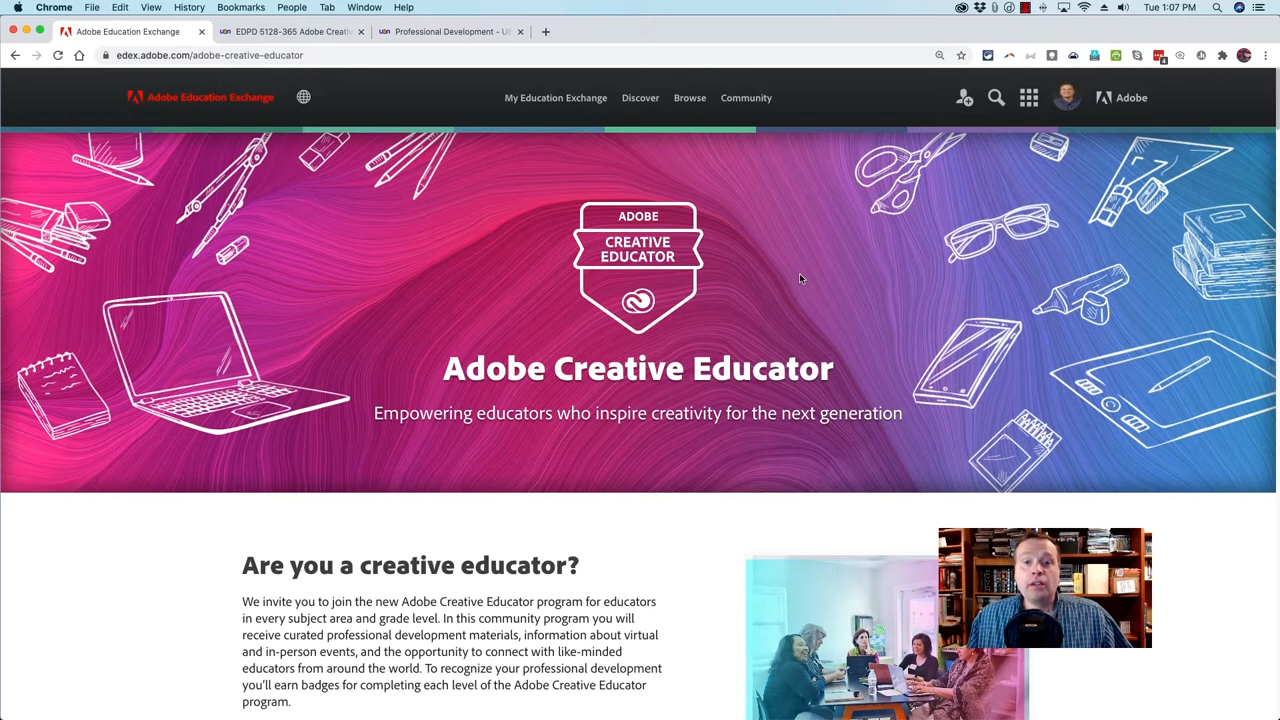 Chrome File Edit View History Bookmarks People Tab Window Help
Tue 1:07 PM
Adobe Education Exchange
EDPD 5128-365 Adobe Creati
Professional Development - U
edex.adobe.com/adobe-creative-educator
4
Adobe Education Exchange
My Education Exchange Discover Browse Community
Adobe
ADOBE
CREATIVE
EDUCATOR
Adobe Creative Educator
Empowering educators who inspire creativity for the next generation
Are you a creative educator?
We invite you to join the new Adobe Creative Educator program for educators
in every subject area and grade level. In this community program you will
receive curated professional development materials, information about virtual
and in-person events, and the opportunity to connect with like-minded
educators from around the world. To recognize your professional development
you'll earn badges for completing each level of the Adobe Creative Educator
program.